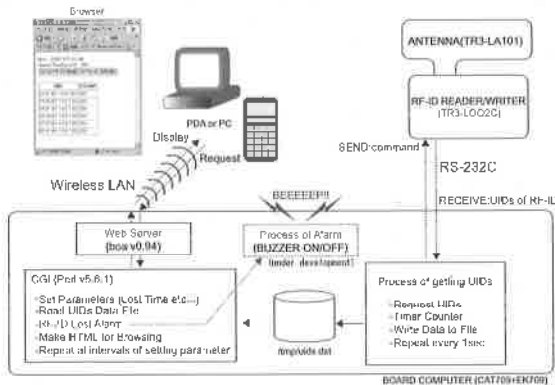 Browser
ANTENNA(TR3-LA101)
RF-ID READER/WRITER
(TR3-LOO2C)
PDA or PC
Display
Request
SEND:command
RS-232C
Wireless LAN
RECEIVE:UIDs of RF-ID
BEEEEEP!!
Web Server
(boa v0.94)
Process of Alarm
(BUZZER ON/OFF)
(under development)
CGI (Perl v5.6.1)
•Set Parameters (Lost Time etc...)
•Read UIDs Data File
•RF-ID Lost Alarm
•Make HTML for Browsing
•Repeat at intervals of setting parameter
/tmp/uids.dat
Process of getting UIDs
•Request UIDs
•Timer Counter
•Write Data to File
•Repeat every 1sec
BOARD COMPUTER (CAT709+EK709)